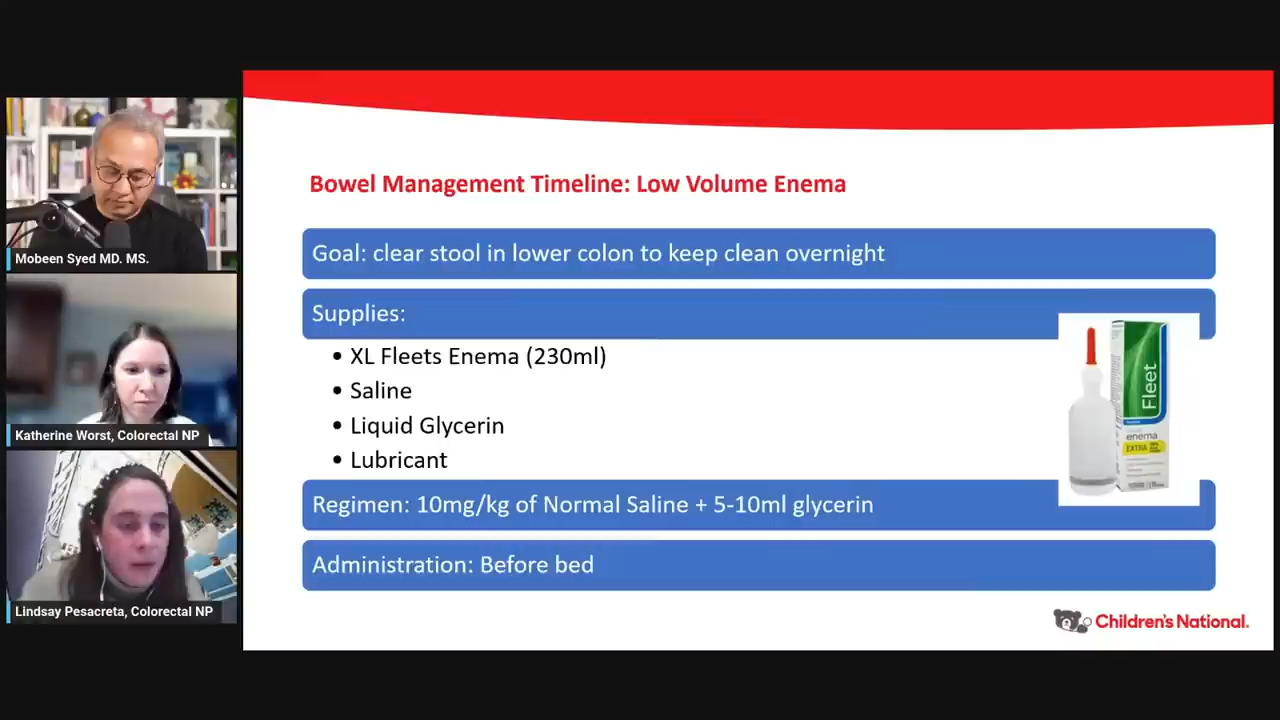 Bowel Management Timeline: Low Volume Enema
Goal: clear stool in lower colon to keep clean overnight
Supplies:
• XL Fleets Enema (230ml)
• Saline
• Liquid Glycerin
• Lubricant
Regimen: 10mg/kg of Normal Saline + 5-10ml glycerin
Administration: Before bed
Fleet
enema
EXTRA
Children's National.
Mobeen Syed MD. MS.
Katherine Worst, Colorectal NP
Lindsay Pesacreta, Colorectal NP